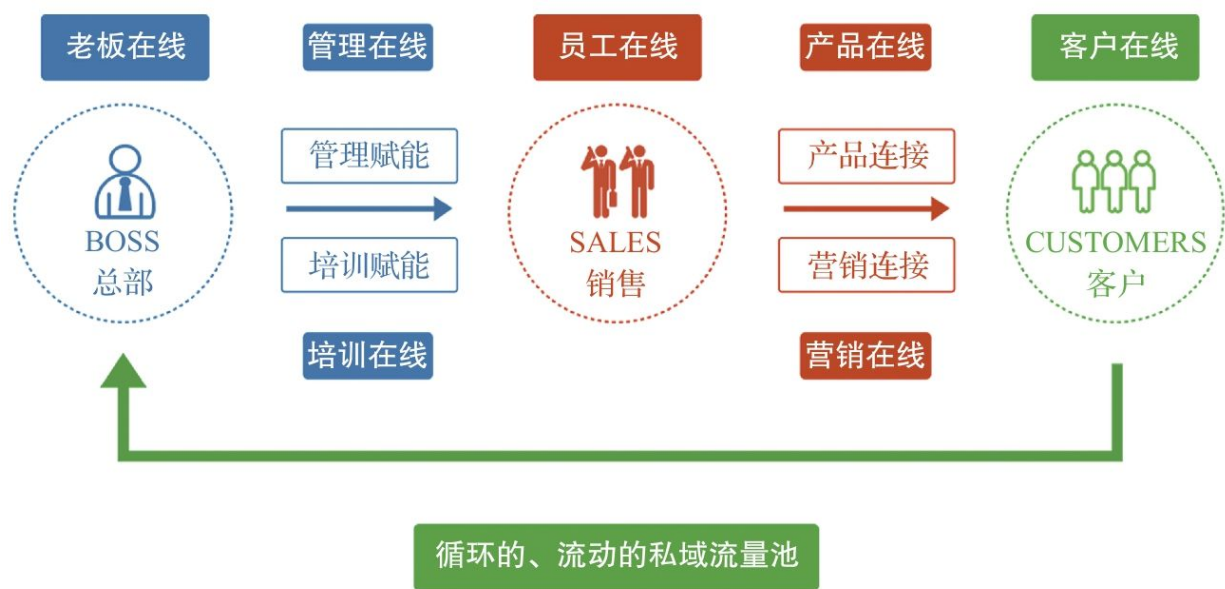 老板在线 管理在线 员工在线 产品在线 客户在线
管理赋能 产品连接
BOSS SALES CUSTOMERS
总部 培训赋能 销售 营销连接 客户
培训在线 营销在线
循环的、流动的私域流量池